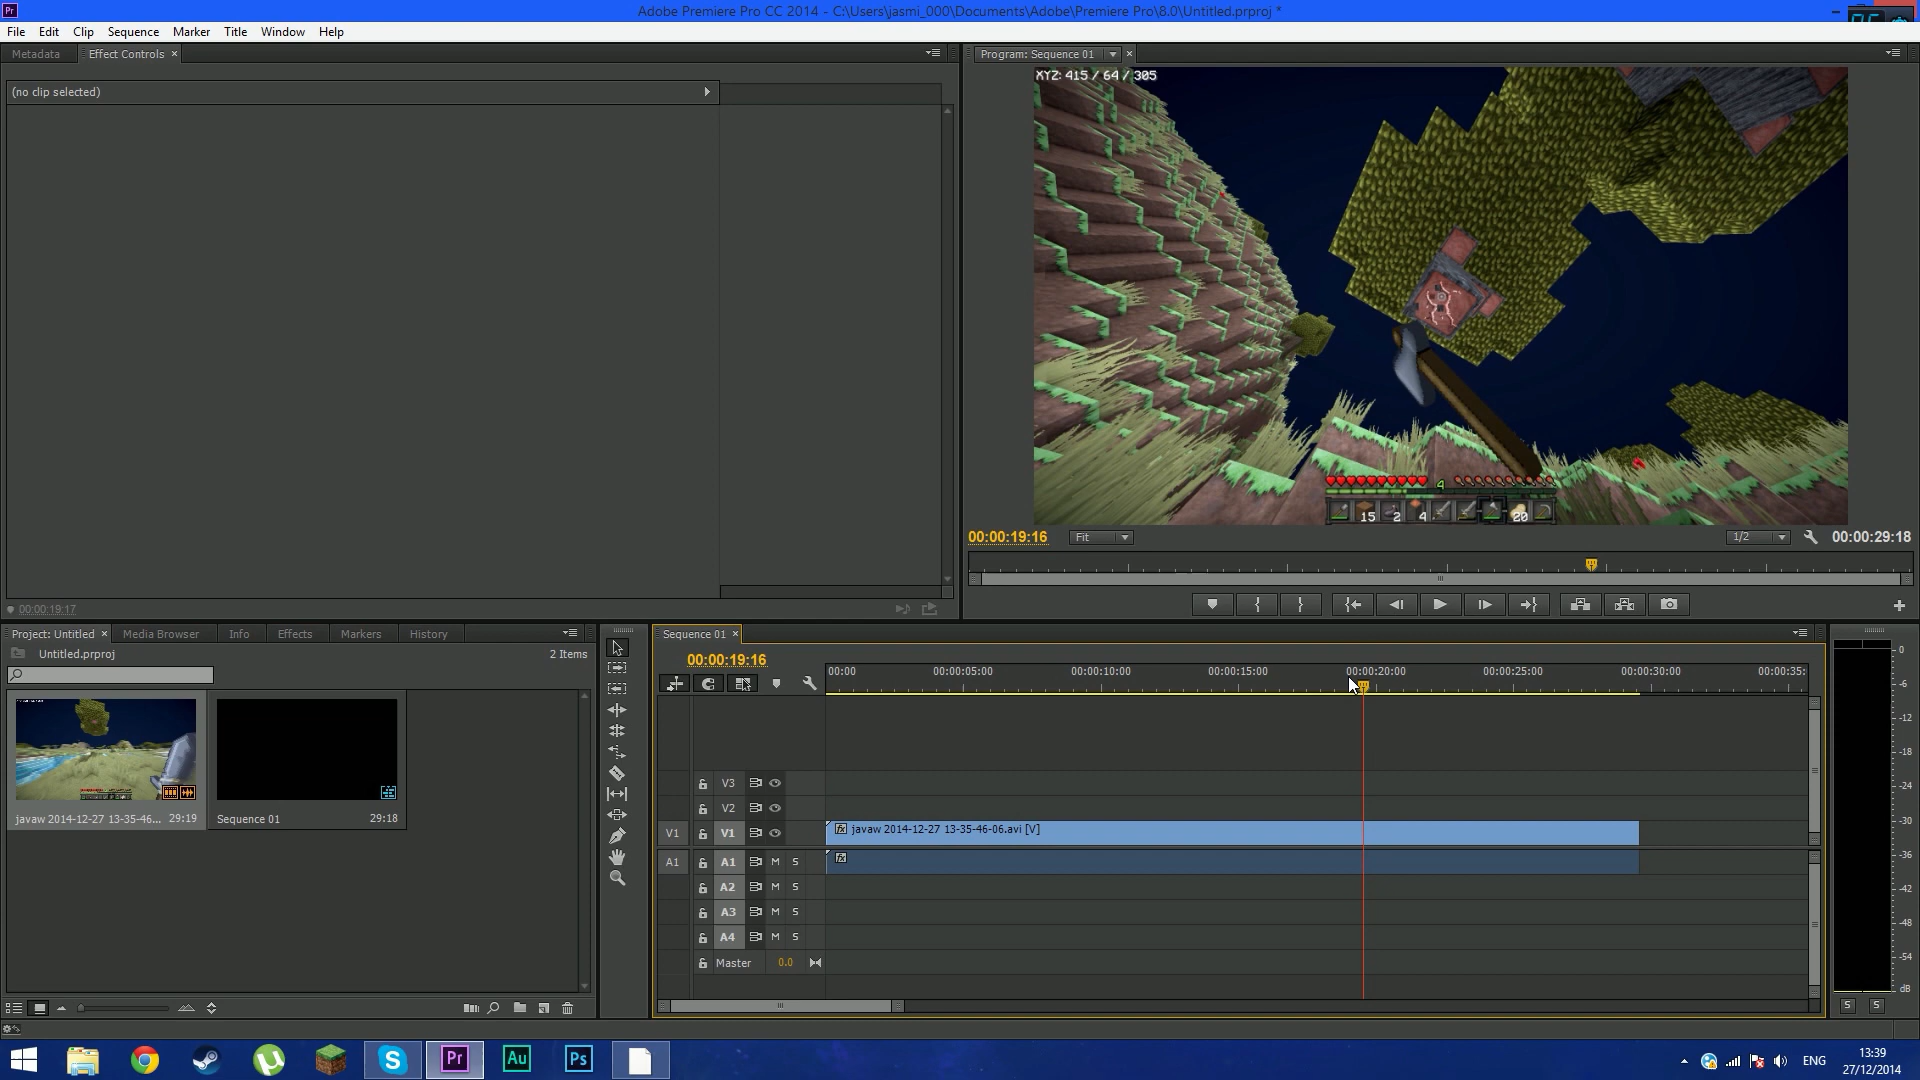 Pr
Adobe Premiere Pro CC 2014 - C:\Users\jasmi_000\Documents\Adobe\Premiere Pro\8.0\Untitled.prproj *
File Edit Clip Sequence Marker Title Window Help
Metadata Effect Controls ×
Program: Sequence 01 ×
(no clip selected)
XYZ: 415 / 64 / 305
4
15 2 4 20
00:00:19:16 Fit 1/2 00:00:29:18
00:00:19:17
Project: Untitled × Media Browser Info Effects Markers History
Untitled.prproj 2 Items
javaw 2014-12-27 13-35-46... 29:19
Sequence 01 29:18
Sequence 01 ×
00:00:19:16
00:00 00:00:05:00 00:00:10:00 00:00:15:00 00:00:20:00 00:00:25:00 00:00:30:00 00:00:35:
V3
V2
V1 V1 fx javaw 2014-12-27 13-35-46-06.avi [V]
A1 A1 M S fx
A2 M S
A3 M S
A4 M S
Master 0.0
0
-6
-12
-18
-24
-30
-36
-42
-48
-54
dB
S S
S Pr Au Ps
ENG
13:39
27/12/2014